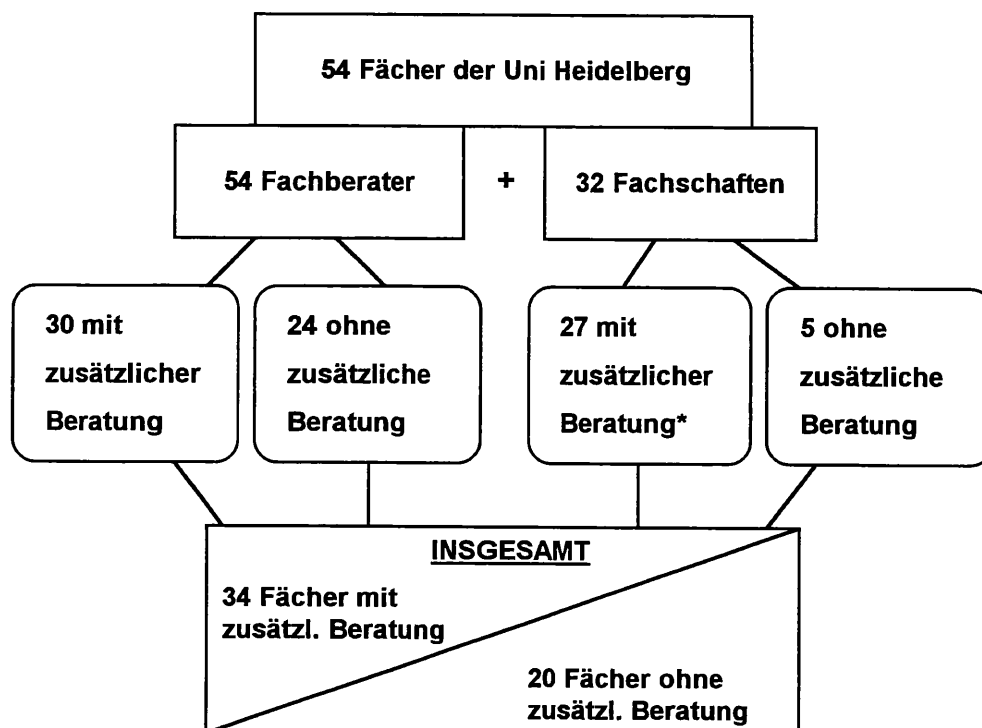 54 Fächer der Uni Heidelberg
54 Fachberater
+
32 Fachschaften
30 mit
zusätzlicher
Beratung
24 ohne
zusätzliche
Beratung
27 mit
zusätzlicher
Beratung*
5 ohne
zusätzliche
Beratung
INSGESAMT
34 Fächer mit
zusätzl. Beratung
20 Fächer ohne
zusätzl. Beratung